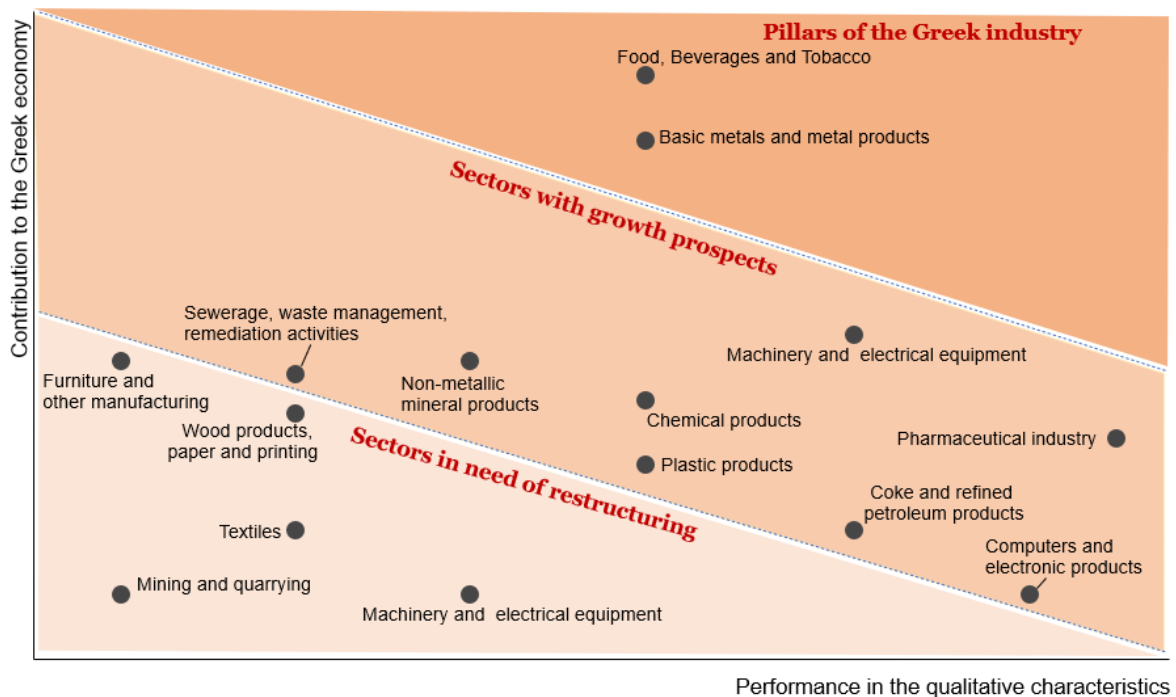 Pillars of the Greek industry
Food, Beverages and Tobacco
Basic metals and metal products
Contribution to the Greek economy
Sectors with growth prospects
Sewerage, waste management,
remediation activities
Machinery and electrical equipment
Furniture and
other manufacturing
Non-metallic
mineral products
Chemical products
Wood products,
paper and printing
Sectors in need of restructuring
Pharmaceutical industry
Plastic products
Coke and refined
petroleum products
Textiles
Computers and
electronic products
Mining and quarrying
Machinery and electrical equipment
Performance in the qualitative characteristics